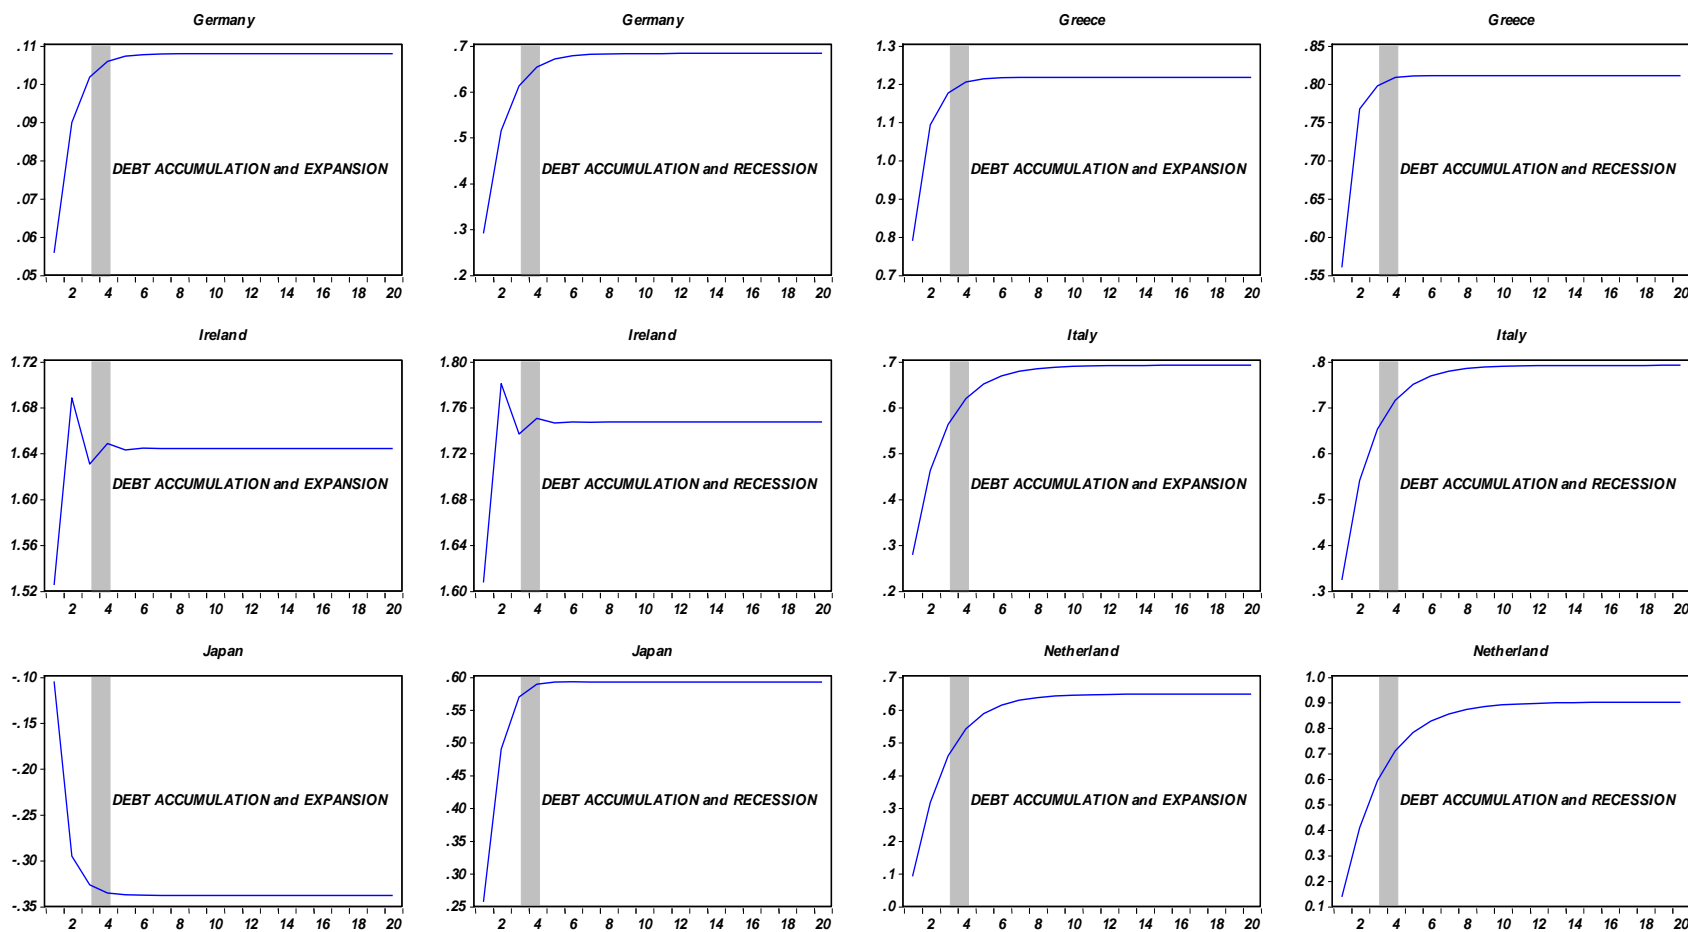 Germany
.11
.10
.09
.08
.07
.06
.05
DEBT ACCUMULATION and EXPANSION
2 4 6 8 10 12 14 16 18 20
Germany
.7
.6
.5
.4
.3
.2
DEBT ACCUMULATION and RECESSION
2 4 6 8 10 12 14 16 18 20
Greece
1.3
1.2
1.1
1.0
0.9
0.8
0.7
DEBT ACCUMULATION and EXPANSION
2 4 6 8 10 12 14 16 18 20
Greece
.85
.80
.75
.70
.65
.60
.55
DEBT ACCUMULATION and RECESSION
2 4 6 8 10 12 14 16 18 20
Ireland
1.72
1.68
1.64
1.60
1.56
1.52
DEBT ACCUMULATION and EXPANSION
2 4 6 8 10 12 14 16 18 20
Ireland
1.80
1.76
1.72
1.68
1.64
1.60
DEBT ACCUMULATION and RECESSION
2 4 6 8 10 12 14 16 18 20
Italy
.7
.6
.5
.4
.3
.2
DEBT ACCUMULATION and EXPANSION
2 4 6 8 10 12 14 16 18 20
Italy
.8
.7
.6
.5
.4
.3
DEBT ACCUMULATION and RECESSION
2 4 6 8 10 12 14 16 18 20
Japan
-.10
-.15
-.20
-.25
-.30
-.35
DEBT ACCUMULATION and EXPANSION
2 4 6 8 10 12 14 16 18 20
Japan
.60
.55
.50
.45
.40
.35
.30
.25
DEBT ACCUMULATION and RECESSION
2 4 6 8 10 12 14 16 18 20
Netherland
.7
.6
.5
.4
.3
.2
.1
.0
DEBT ACCUMULATION and EXPANSION
2 4 6 8 10 12 14 16 18 20
Netherland
1.0
0.9
0.8
0.7
0.6
0.5
0.4
0.3
0.2
0.1
DEBT ACCUMULATION and RECESSION
2 4 6 8 10 12 14 16 18 20